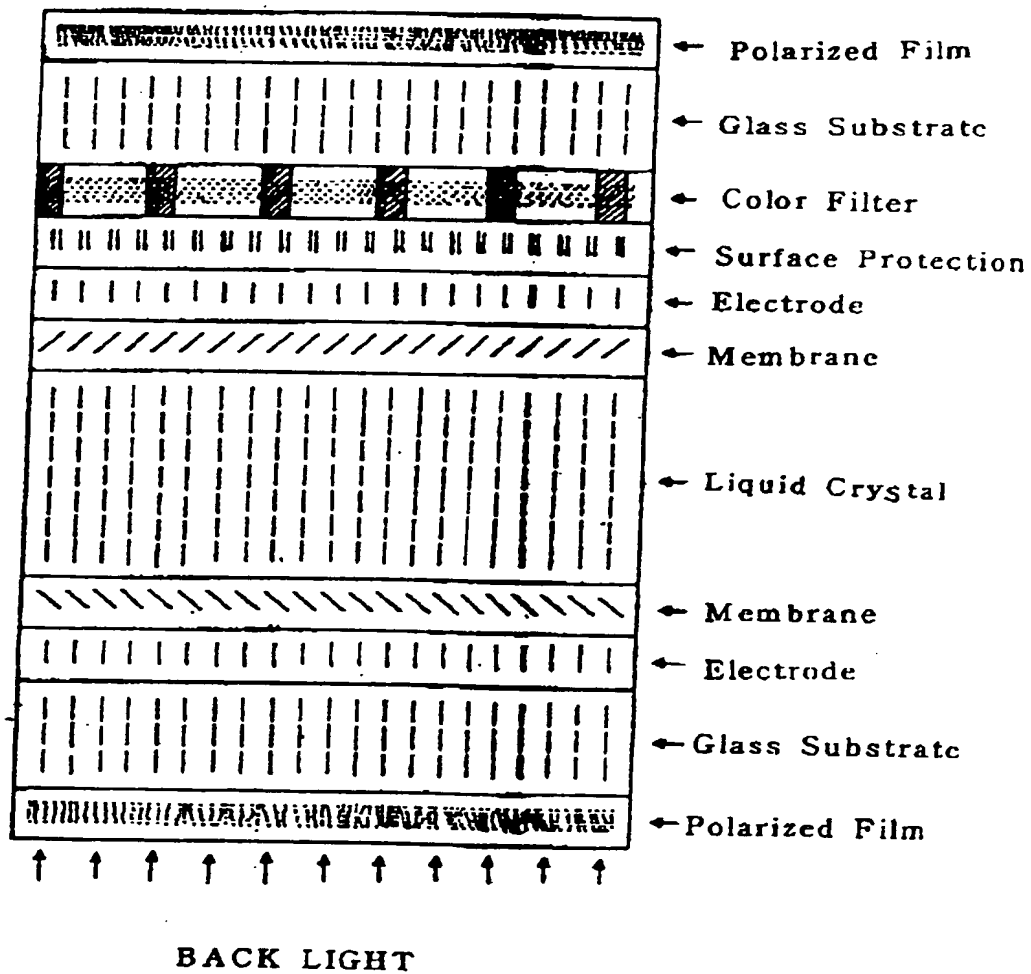 Polarized Film
Glass Substrate
Color Filter
Surface Protection
Electrode
Membrane
Liquid Crystal
Membrane
Electrode
Glass Substrate
Polarized Film
BACK LIGHT